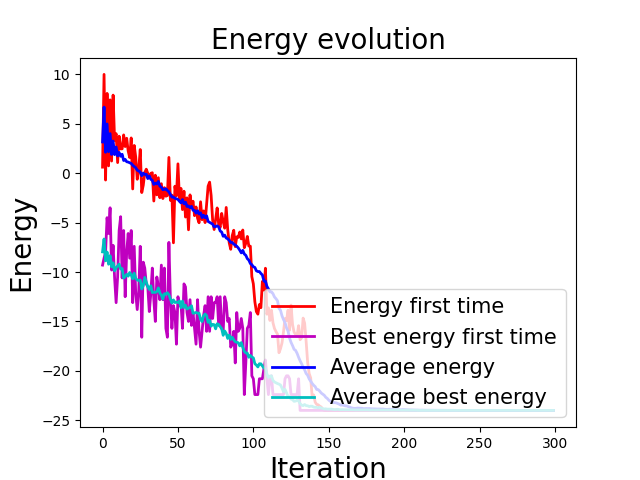 Energy evolution
10
5
0
−5
−10
−15
−20
−25
Energy
0 50 100 150 200 250 300
Iteration
Energy first time
Best energy first time
Average energy
Average best energy